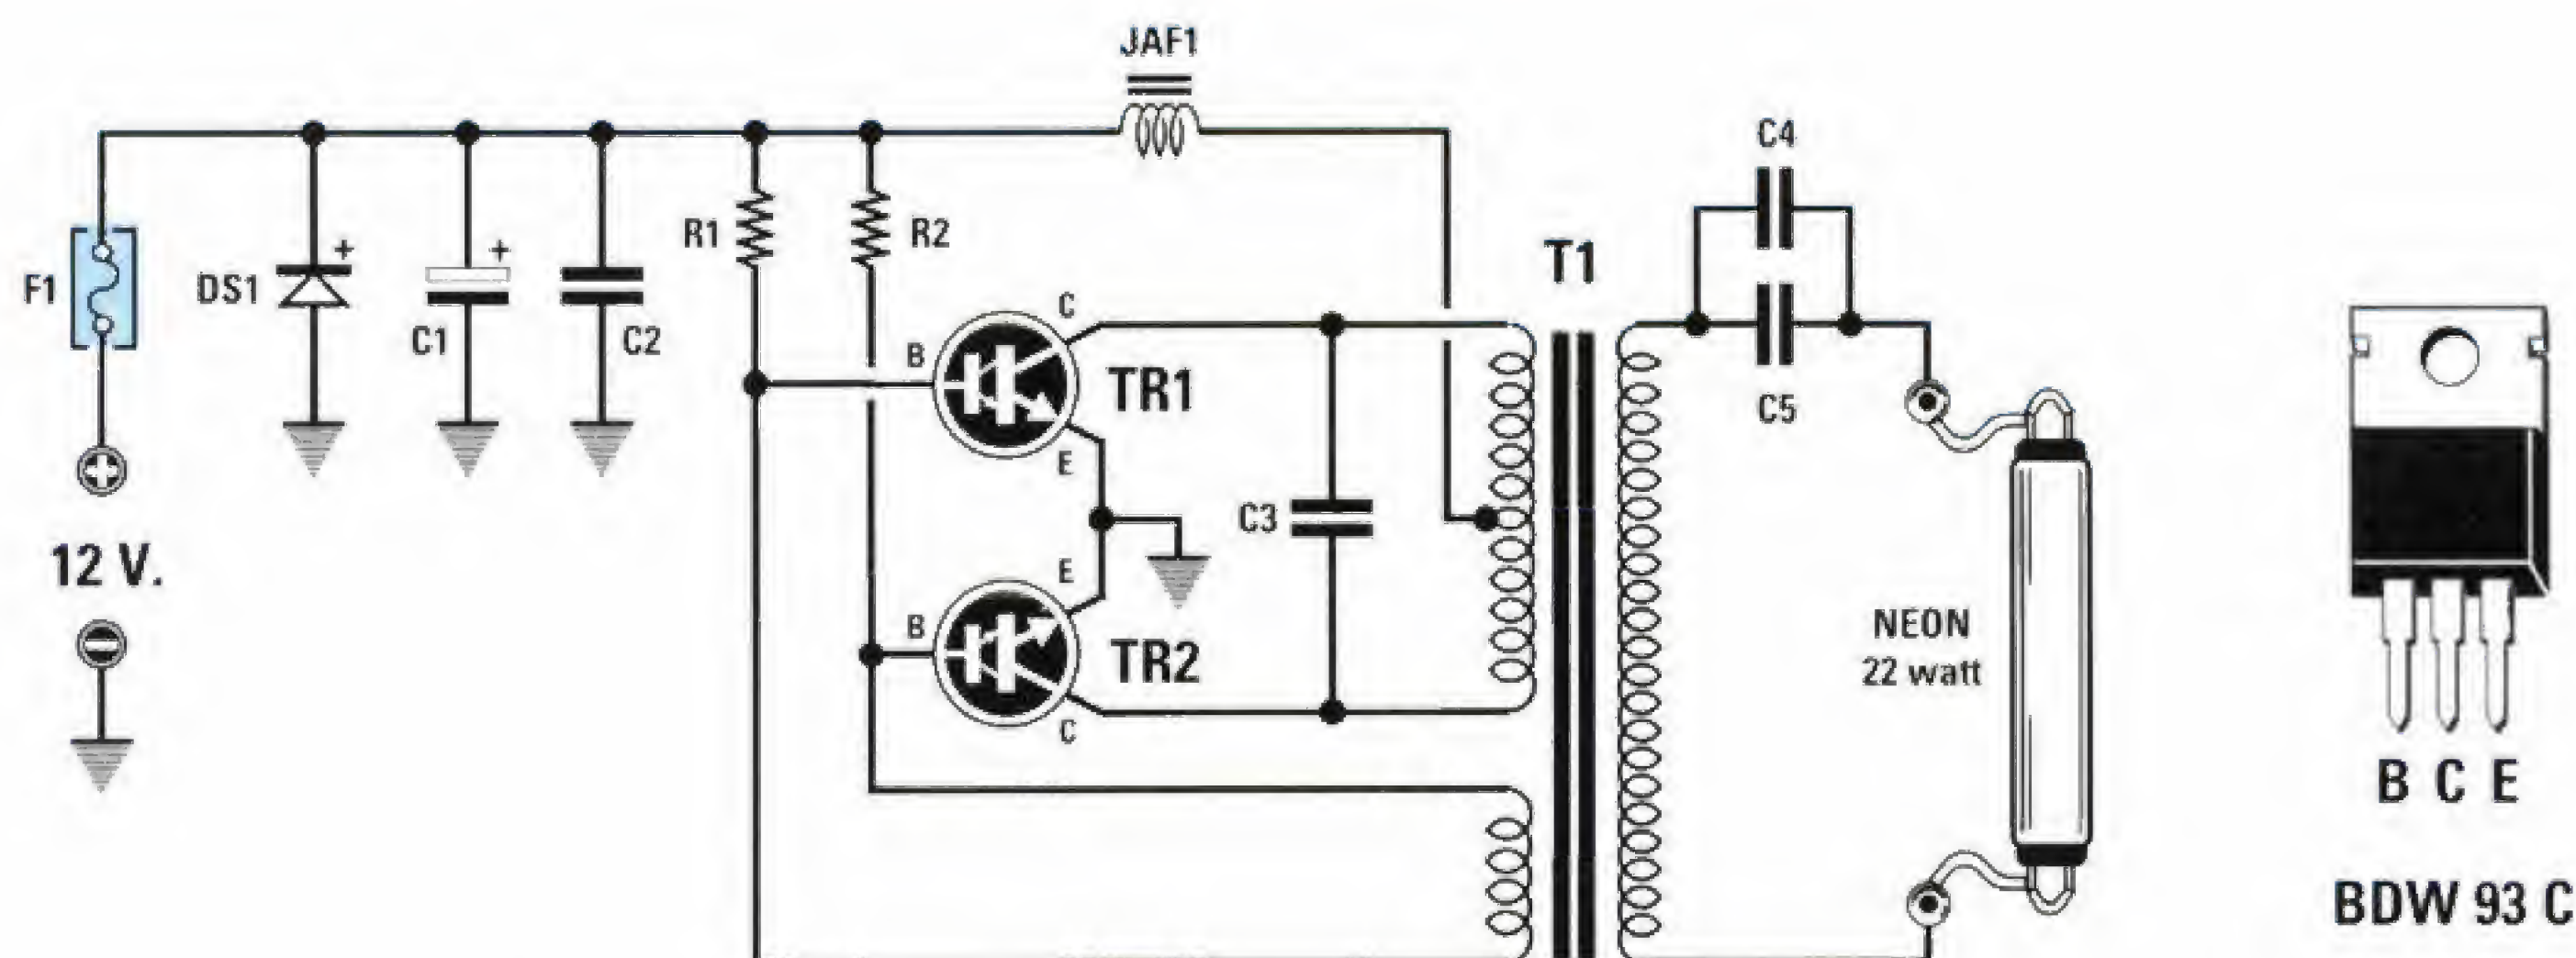 JAF1
C4
F1
DS1
+
C1
+
C2
R1
R2
C
B
TR1
E
T1
C5
12 V.
C3
E
B
TR2
C
NEON
22 watt
B C E
BDW 93 C